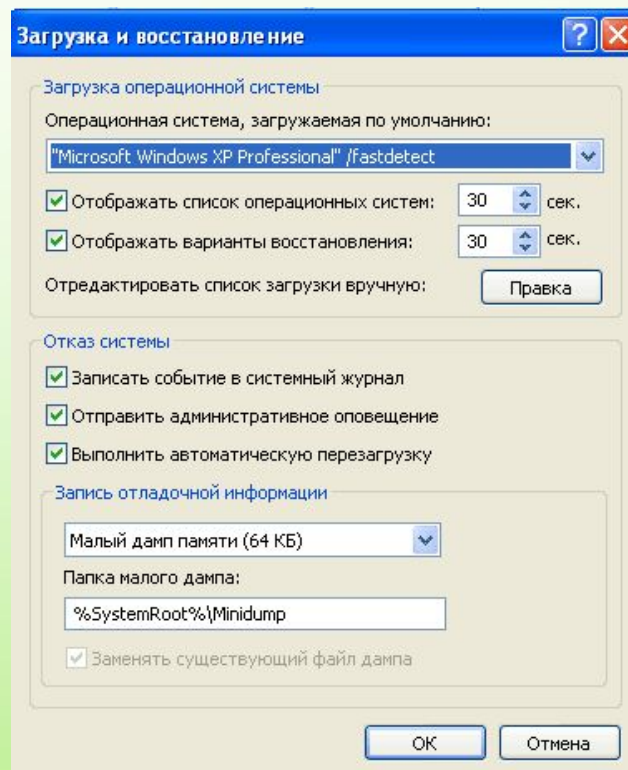 Загрузка и восстановление
Загрузка операционной системы
Операционная система, загружаемая по умолчанию:
"Microsoft Windows XP Professional" /fastdetect
Отображать список операционных систем: 30 сек.
Отображать варианты восстановления: 30 сек.
Отредактировать список загрузки вручную: Правка
Отказ системы
Записать событие в системный журнал
Отправить административное оповещение
Выполнить автоматическую перезагрузку
Запись отладочной информации
Малый дамп памяти (64 КБ)
Папка малого дампа:
%SystemRoot%\Minidump
Заменять существующий файл дампа
ОК Отмена